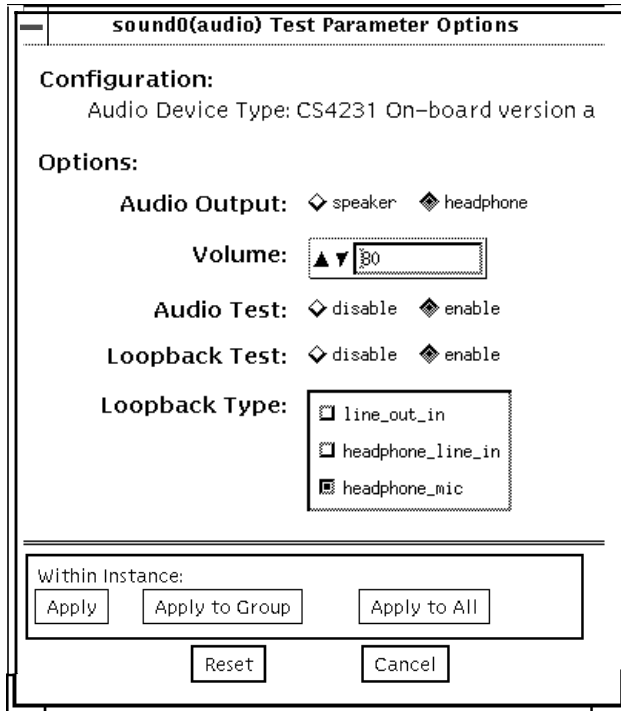 sound0(audio) Test Parameter Options
Configuration:
Audio Device Type: CS4231 On-board version a
Options:
Audio Output: speaker headphone
Volume:
Audio Test: disable enable
Loopback Test: disable enable
Loopback Type: line_out_in
headphone_line_in
headphone_mic
Within Instance:
Apply Apply to Group Apply to All
Reset Cancel